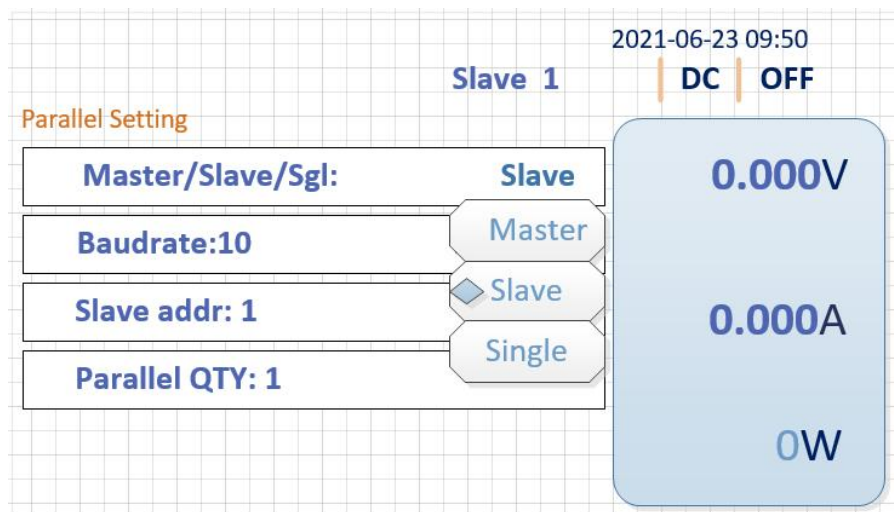 2021-06-23 09:50
Slave 1
DC
OFF
Parallel Setting
Master/Slave/Sgl: Slave
Baudrate:10
Slave addr: 1
Parallel QTY: 1
Master
Slave
Single
0.000V
0.000A
0W